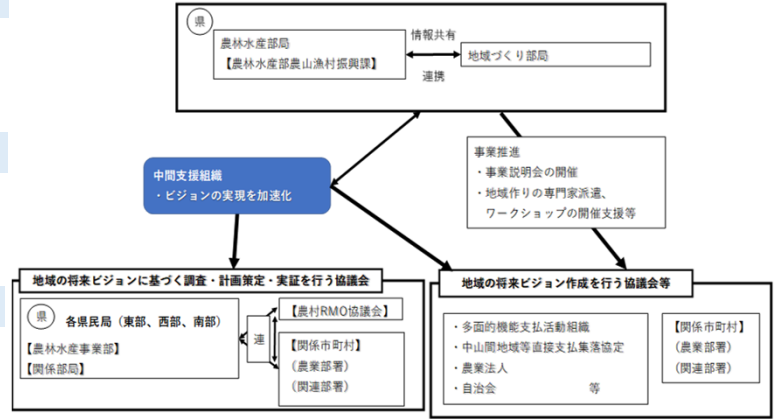 県
農林水産部局
【農林水産部農山漁村振興課】
情報共有
連携
地域づくり部局
中間支援組織
・ビジョンの実現を加速化
事業推進
・事業説明会の開催
・地域作りの専門家派遣、
ワークショップの開催支援等
地域の将来ビジョンに基づく調査・計画策定・実証を行う協議会
県
各県民局（東部、西部、南部）
【農林水産事業部】
【関係部局】
連
【農村RMO協議会】
【関係市町村】
（農業部署）
（関連部署）
地域の将来ビジョン作成を行う協議会等
・多面的機能支払活動組織
・中山間地域等直接支払集落協定
・農業法人
・自治会 等
【関係市町村】
（農業部署）
（関連部署）